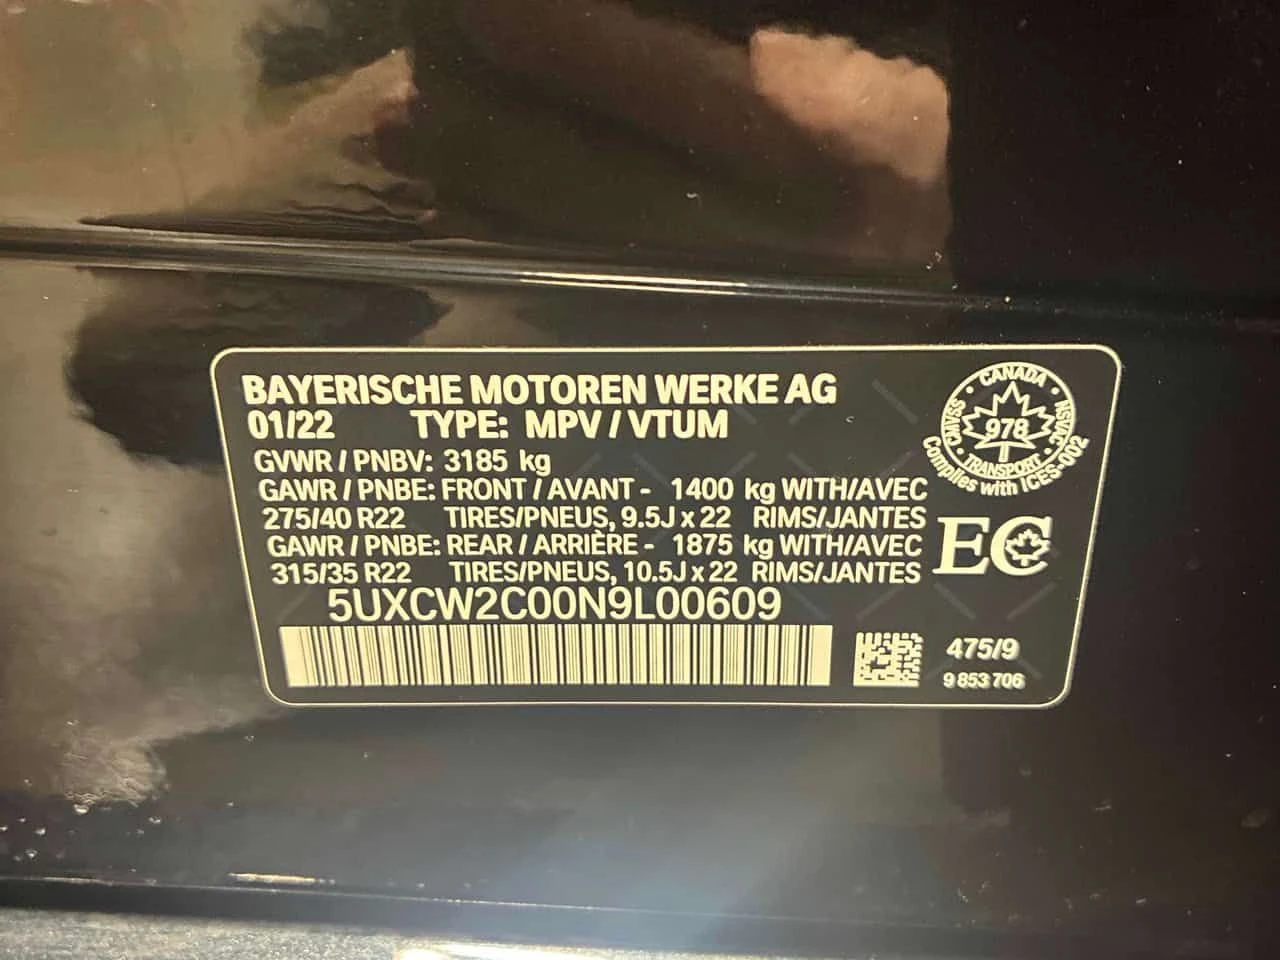 BAYERISCHE MOTOREN WERKE AG
01/22 TYPE: MPV / VTUM
GVWR / PNBV: 3185 kg
GAWR / PNBE: FRONT / AVANT - 1400 kg WITH/AVEC
275/40 R22 TIRES/PNEUS, 9.5J x 22 RIMS/JANTES
GAWR / PNBE: REAR / ARRIÈRE - 1875 kg WITH/AVEC
315/35 R22 TIRES/PNEUS, 10.5J x 22 RIMS/JANTES
5UXCW2C00N9L00609
CANADA
CMVSS
978
NSVAC
TRANSPORT
Complies with ICES-002
EC
475/9
9 853 706